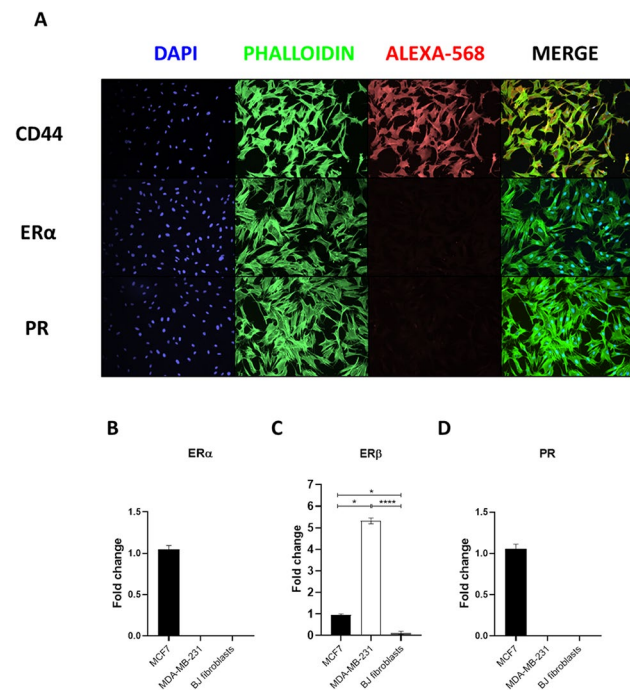 A
DAPI PHALLOIDIN ALEXA-568 MERGE
CD44
ERα
PR
B
ERα
Fold change
1.5
1.0
0.5
0.0
MCF7
MDA-MB-231
BJ fibroblasts
C
ERβ
Fold change
7
6
5
4
3
2
1
0
*
* ****
MCF7
MDA-MB-231
BJ fibroblasts
D
PR
Fold change
1.5
1.0
0.5
0.0
MCF7
MDA-MB-231
BJ fibroblasts